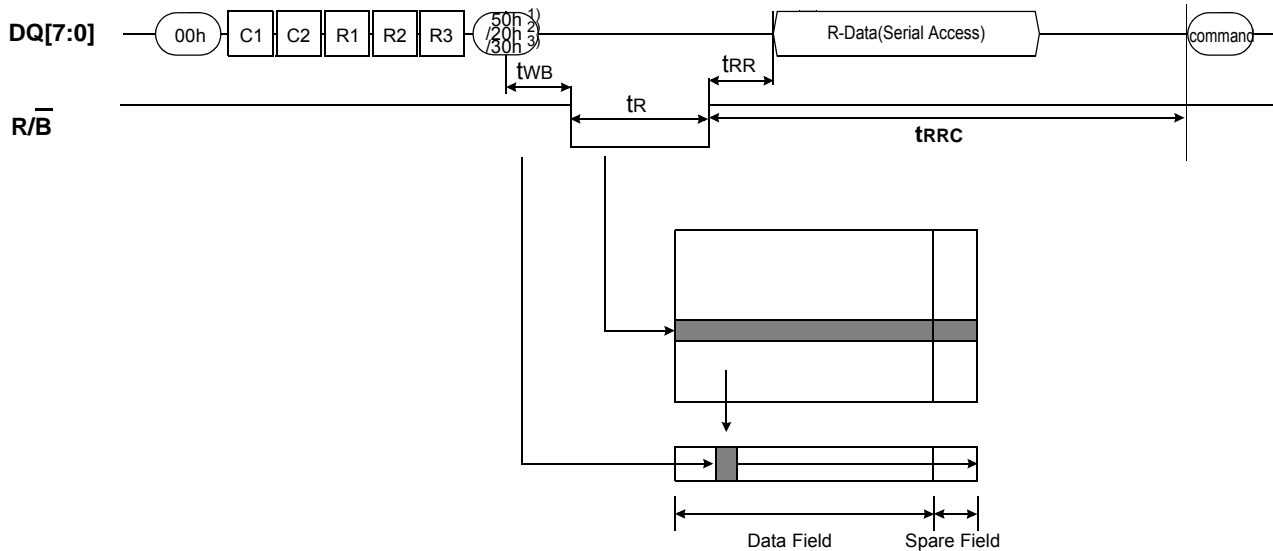 DQ[7:0] 00h C1 C2 R1 R2 R3 50h 1) /20h 2) /30h 3) R-Data(Serial Access) command
tWB tRR
tR
R/B
tRRC
Data Field Spare Field